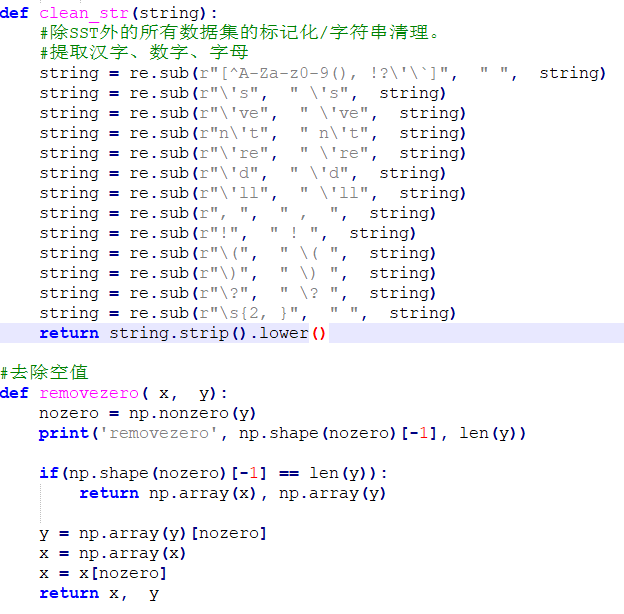 def clean_str(string):
    #除SST外的所有数据集的标记化/字符串清理。
    #提取汉字、数字、字母
    string = re.sub(r"[^A-Za-z0-9(), !?\'\`]", " ", string)
    string = re.sub(r"\'s", " \'s", string)
    string = re.sub(r"\'ve", " \'ve", string)
    string = re.sub(r"n\'t", " n\'t", string)
    string = re.sub(r"\'re", " \'re", string)
    string = re.sub(r"\'d", " \'d", string)
    string = re.sub(r"\'ll", " \'ll", string)
    string = re.sub(r", ", " , ", string)
    string = re.sub(r"!", " ! ", string)
    string = re.sub(r"\(", " \( ", string)
    string = re.sub(r"\)", " \) ", string)
    string = re.sub(r"\?", " \? ", string)
    string = re.sub(r"\s{2, }", " ", string)
    return string.strip().lower()
#去除空值
def removezero( x, y):
    nozero = np.nonzero(y)
    print('removezero', np.shape(nozero)[-1], len(y))
    if(np.shape(nozero)[-1] == len(y)):
        return np.array(x), np.array(y)
    y = np.array(y)[nozero]
    x = np.array(x)
    x = x[nozero]
    return x, y